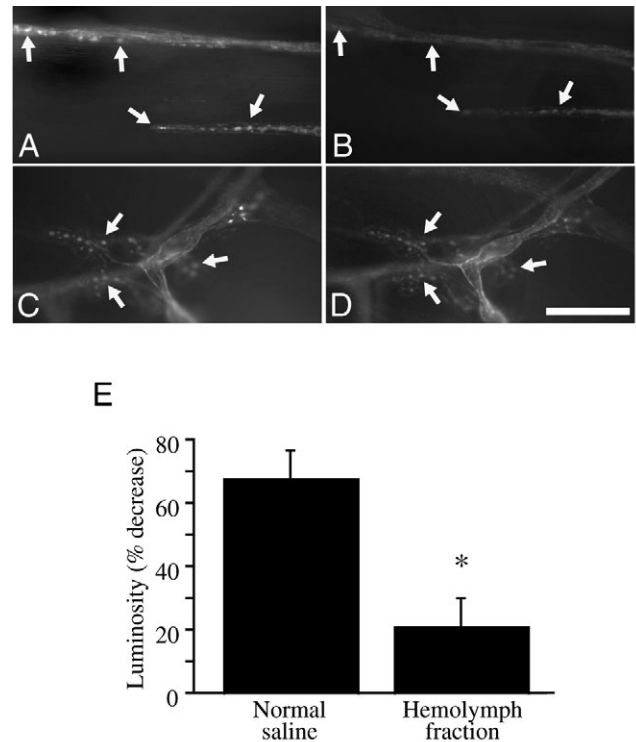 A
B
C
D
E
Luminosity (% decrease)
80
60
40
20
0
*
Normal saline
Hemolymph fraction